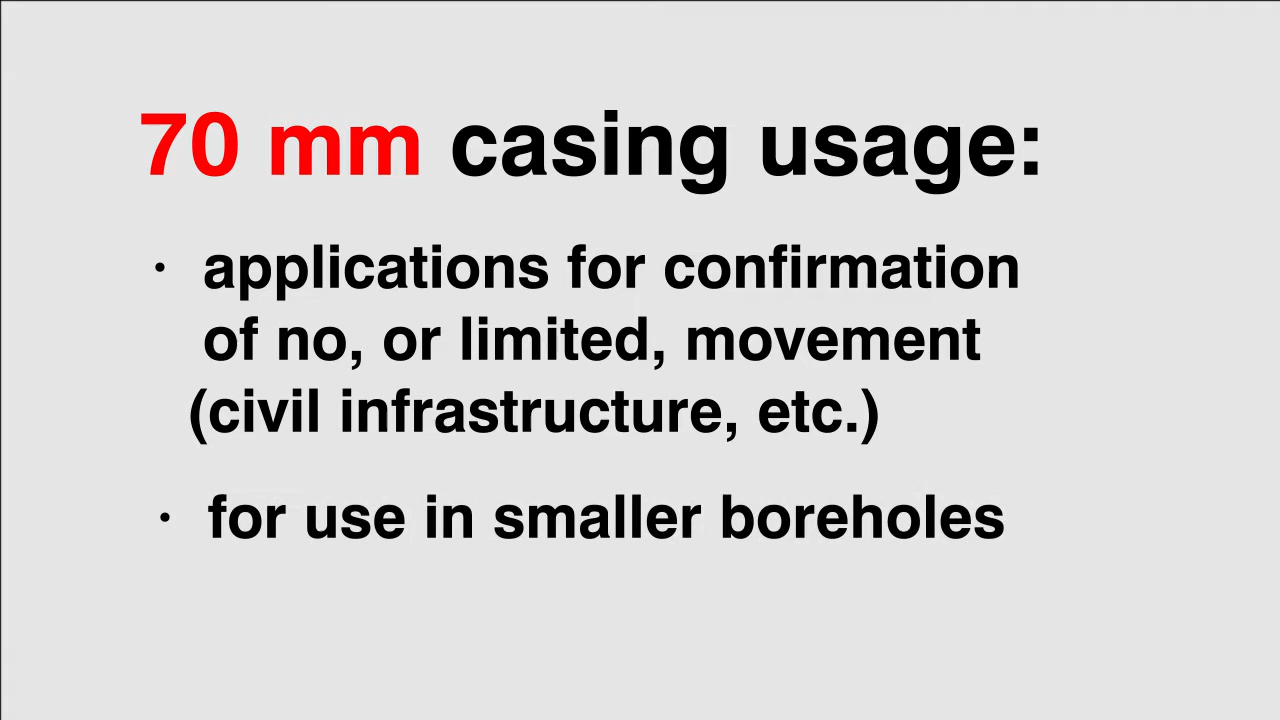 70 mm casing usage:
· applications for confirmation
of no, or limited, movement
(civil infrastructure, etc.)
· for use in smaller boreholes